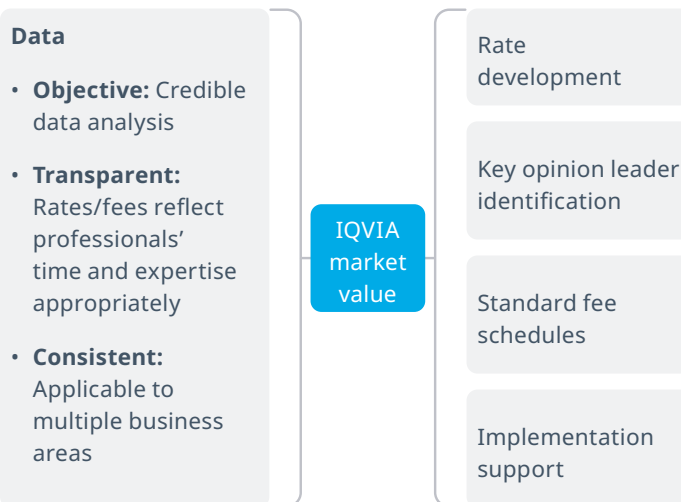 Data
• Objective: Credible
data analysis
• Transparent:
Rates/fees reflect
professionals’
time and expertise
appropriately
• Consistent:
Applicable to
multiple business
areas
IQVIA
market
value
Rate
development
Key opinion leader
identification
Standard fee
schedules
Implementation
support